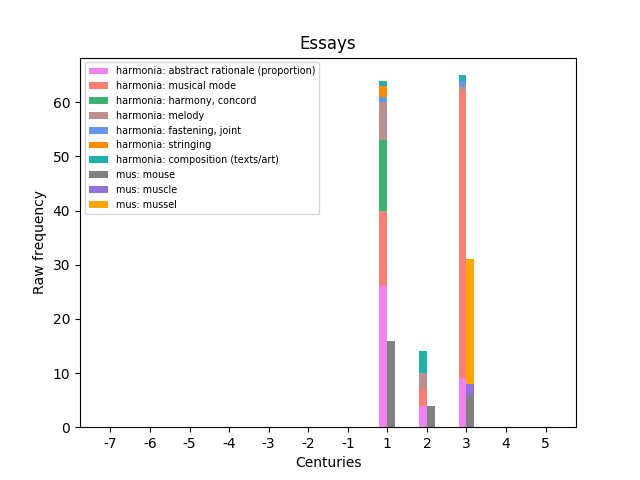 Essays
harmonia: abstract rationale (proportion)
harmonia: musical mode
harmonia: harmony, concord
harmonia: melody
harmonia: fastening, joint
harmonia: stringing
harmonia: composition (texts/art)
mus: mouse
mus: muscle
mus: mussel
Raw frequency
60
50
40
30
20
10
0
-7 -6 -5 -4 -3 -2 -1 1 2 3 4 5
Centuries